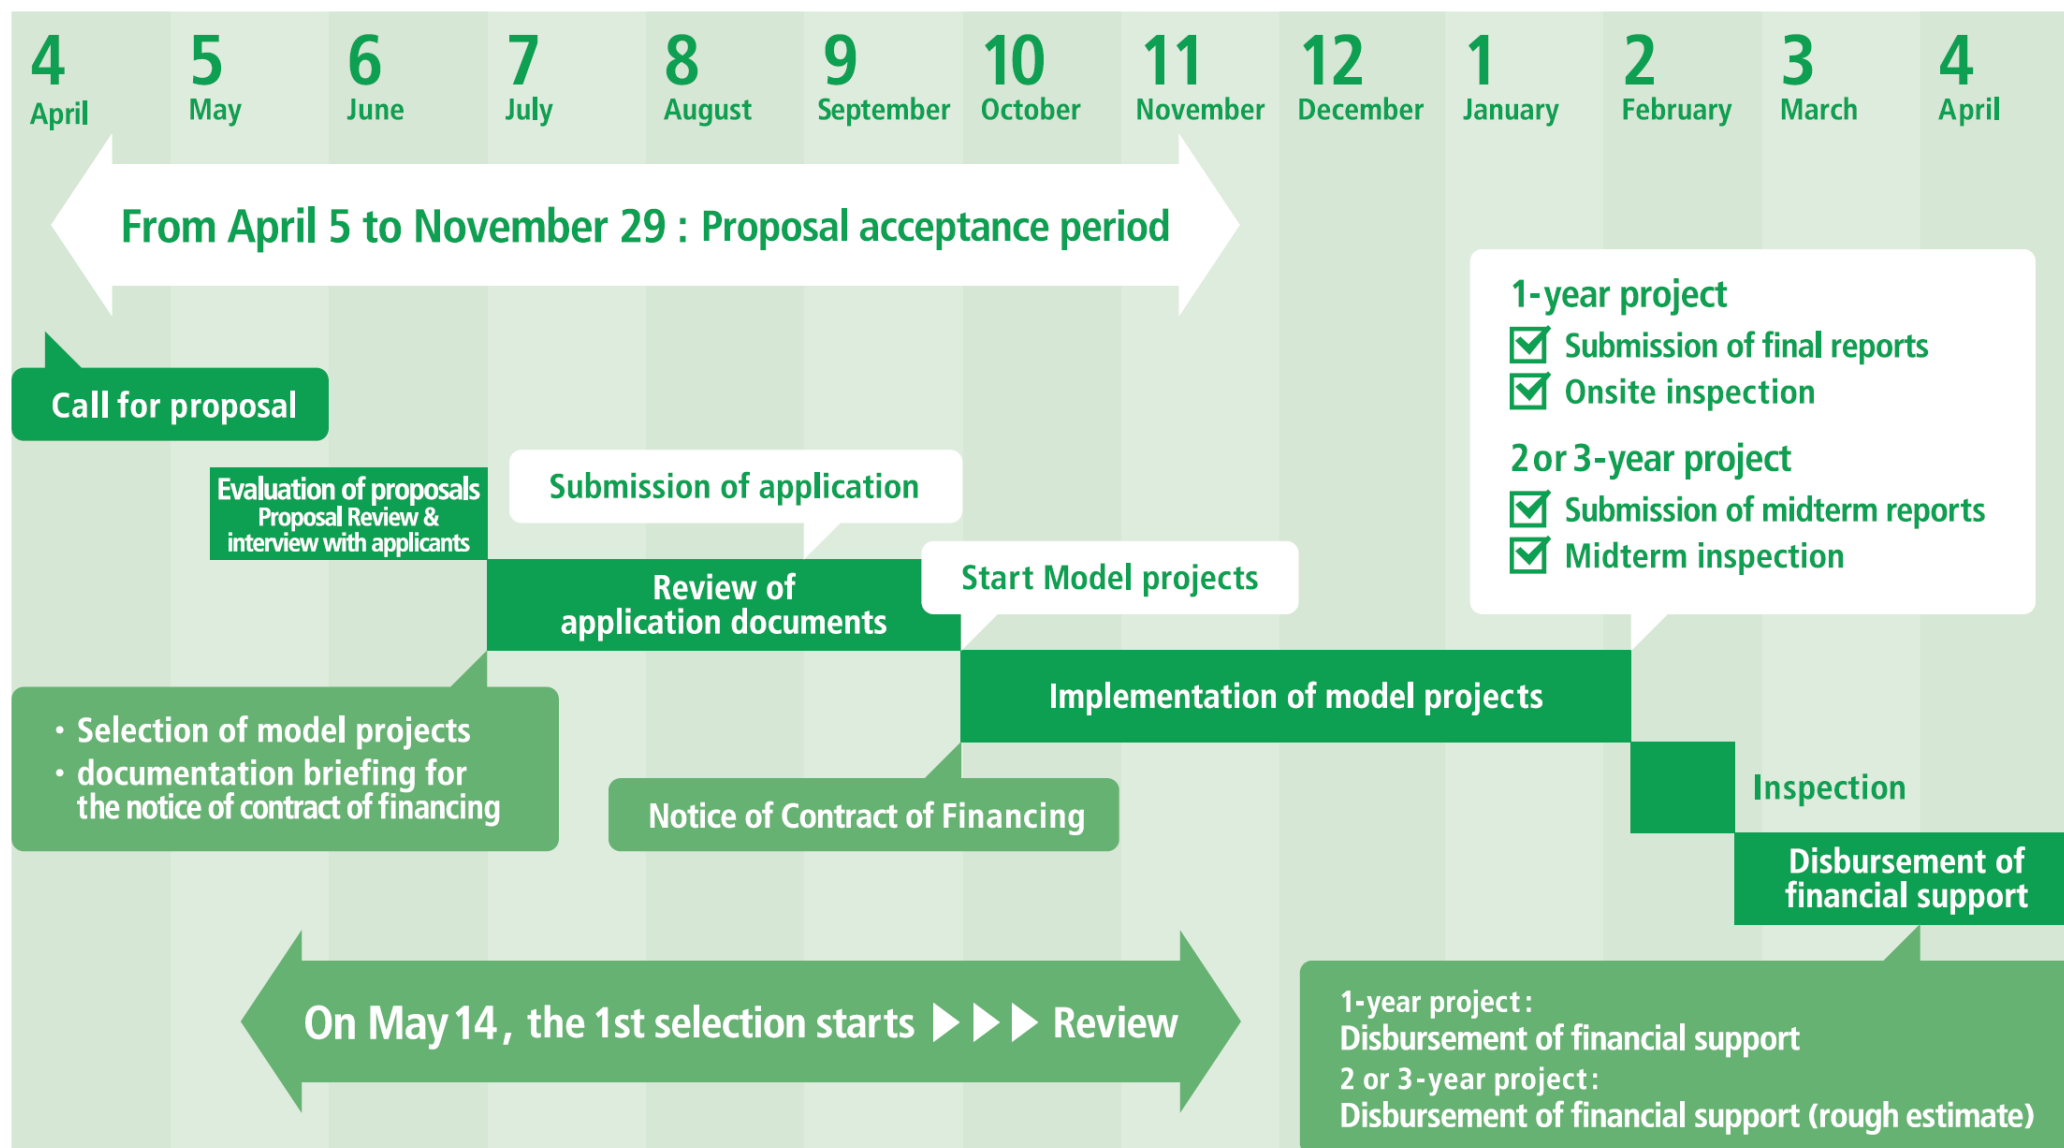 4 5 6 7 8 9 10 11 12 1 2 3 4
April May June July August September October November December January February March April
From April 5 to November 29 : Proposal acceptance period
1-year project
Submission of final reports
Onsite inspection
2 or 3-year project
Submission of midterm reports
Midterm inspection
Call for proposal
Evaluation of proposals
Proposal Review &
interview with applicants
Submission of application
Review of
application documents
Start Model projects
Implementation of model projects
・Selection of model projects
・documentation briefing for
the notice of contract of financing
Notice of Contract of Financing
Inspection
Disbursement of
financial support
On May 14, the 1st selection starts ▶ ▶ ▶ Review
1-year project :
Disbursement of financial support
2 or 3-year project :
Disbursement of financial support (rough estimate)